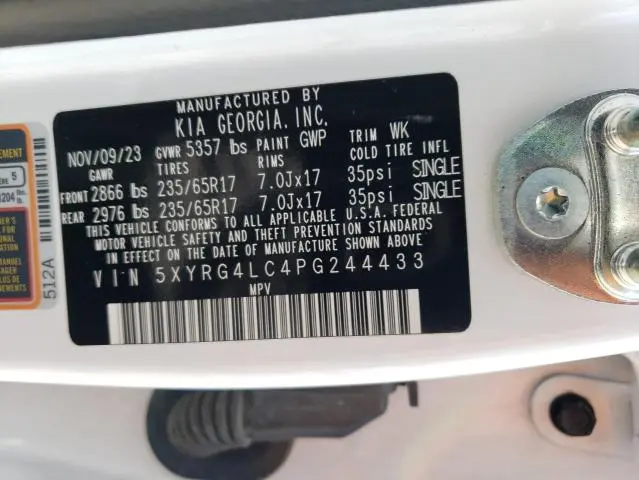 MANUFACTURED BY
KIA GEORGIA, INC.
NOV/09/23 GVWR 5357 lbs PAINT GWP TRIM WK
GAWR TIRES RIMS COLD TIRE INFL
FRONT 2866 lbs 235/65R17 7.0Jx17 35psi SINGLE
REAR 2976 lbs 235/65R17 7.0Jx17 35psi SINGLE
THIS VEHICLE CONFORMS TO ALL APPLICABLE U.S.A. FEDERAL
MOTOR VEHICLE SAFETY AND THEFT PREVENTION STANDARDS
IN EFFECT ON THE DATE OF MANUFACTURE SHOWN ABOVE
VIN 5XYRG4LC4PG244433
MPV
512A
5
1204